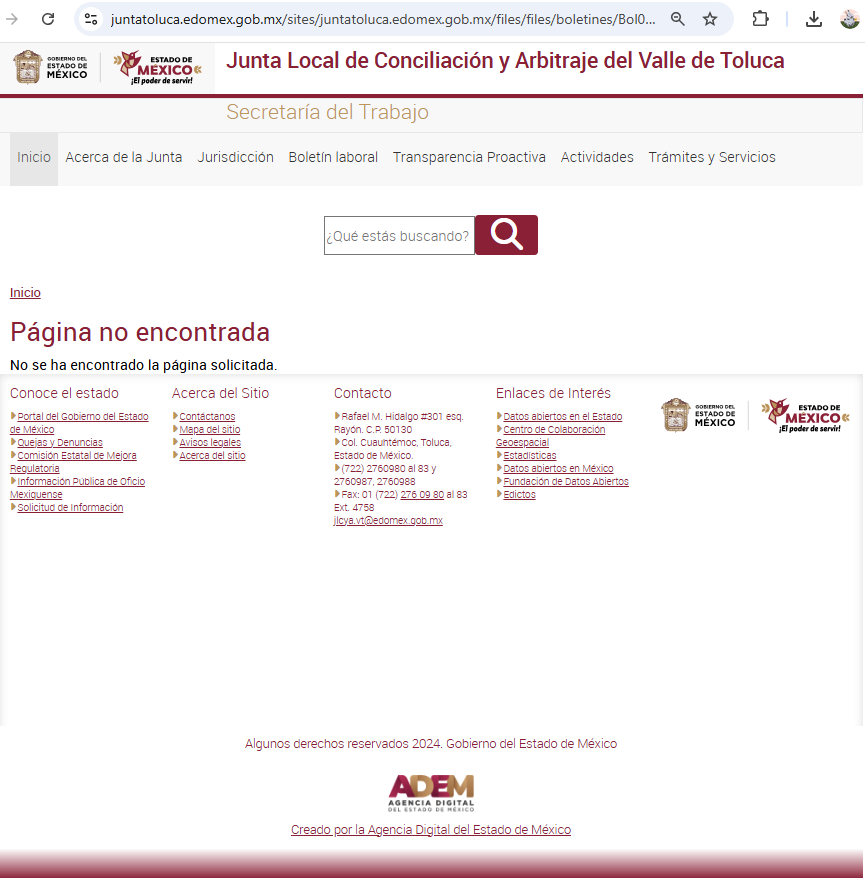 juntatoluca.edomex.gob.mx/sites/juntatoluca.edomex.gob.mx/files/files/boletines/Bol0...
GOBIERNO DEL
ESTADO DE
MÉXICO
ESTADO DE
MÉXICO
¡El poder de servir!
Junta Local de Conciliación y Arbitraje del Valle de Toluca
Secretaría del Trabajo
Inicio Acerca de la Junta Jurisdicción Boletín laboral Transparencia Proactiva Actividades Trámites y Servicios
¿Qué estás buscando?
Inicio
Página no encontrada
No se ha encontrado la página solicitada.
Conoce el estado
Portal del Gobierno del Estado
de México
Quejas y Denuncias
Comisión Estatal de Mejora
Regulatoria
Información Pública de Oficio
Mexiquense
Solicitud de Información
Acerca del Sitio
Contáctanos
Mapa del sitio
Avisos legales
Acerca del sitio
Contacto
Rafael M. Hidalgo #301 esq.
Rayón. C.P. 50130
Col. Cuauhtémoc, Toluca,
Estado de México.
(722) 2760980 al 83 y
2760987, 2760988
Fax: 01 (722) 276 09 80 al 83
Ext. 4758
jlcya.vt@edomex.gob.mx
Enlaces de Interés
Datos abiertos en el Estado
Centro de Colaboración
Geoespacial
Estadísticas
Datos abiertos en México
Fundación de Datos Abiertos
Edictos
GOBIERNO DEL
ESTADO DE
MÉXICO
ESTADO DE
MÉXICO
¡El poder de servir!
Algunos derechos reservados 2024. Gobierno del Estado de México
ADEM
AGENCIA DIGITAL
DEL ESTADO DE MÉXICO
Creado por la Agencia Digital del Estado de México